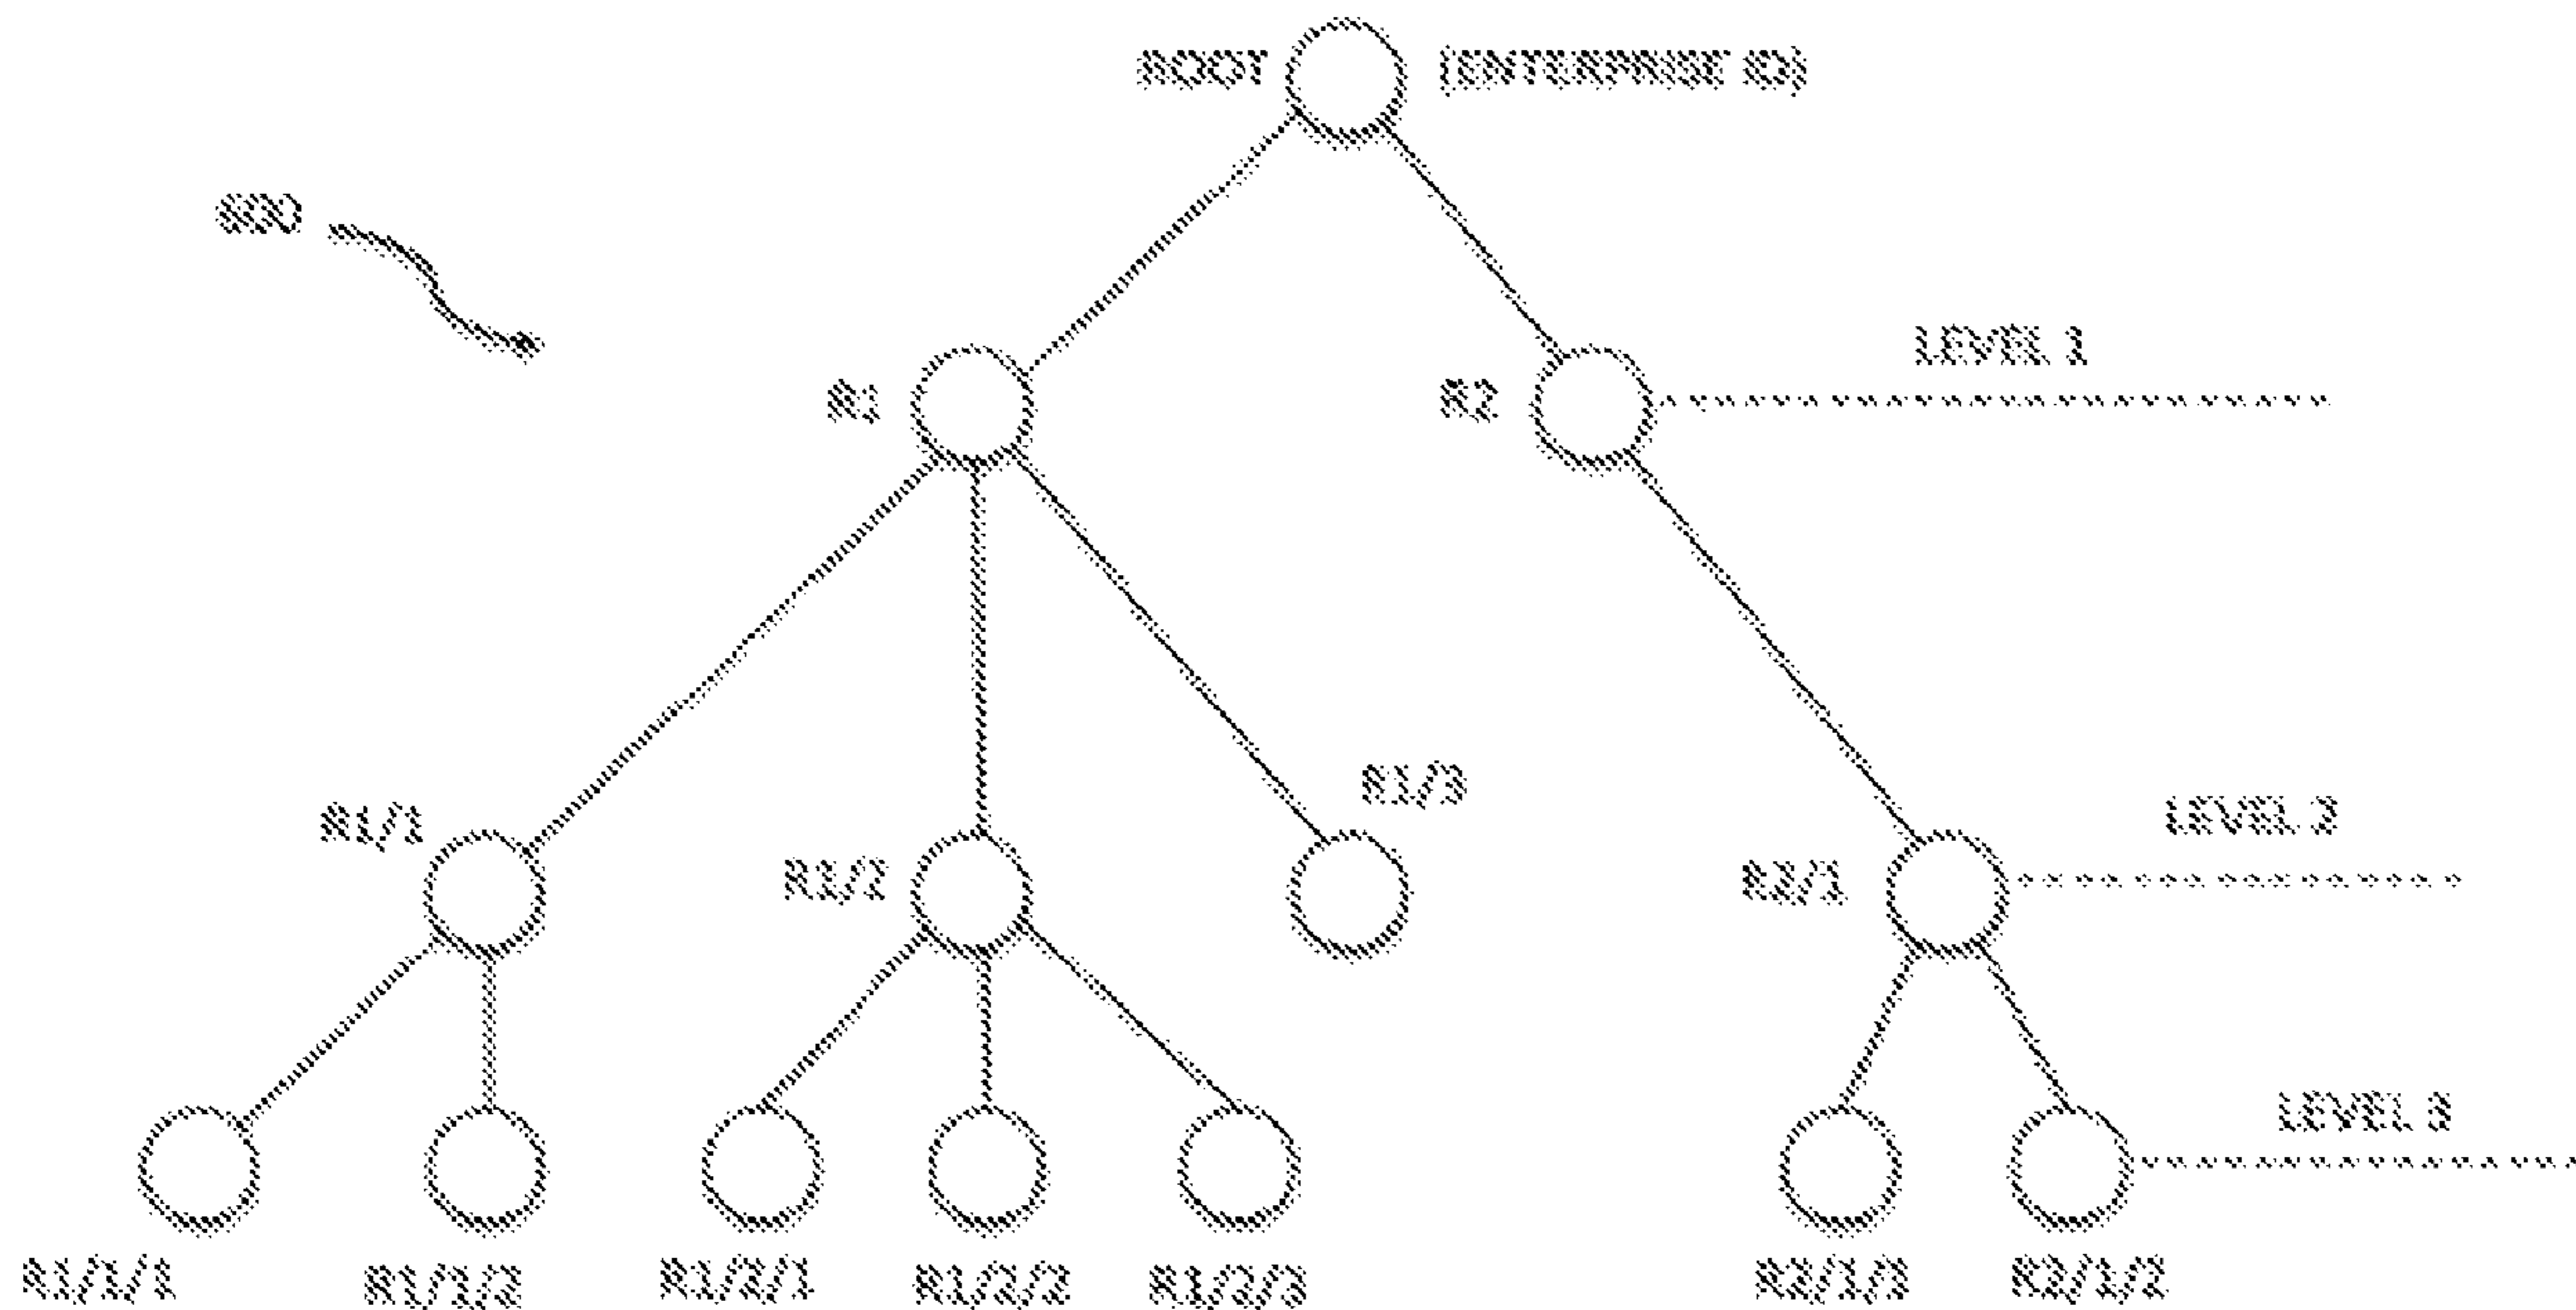 ROOT (ENTERPRISE ID)
600
LEVEL 1
R1
R2
R1/3
LEVEL 2
R1/1
R1/2
R2/1
LEVEL 3
R1/1/1
R1/1/2
R1/2/1
R1/2/2
R1/2/3
R2/1/1
R2/1/2